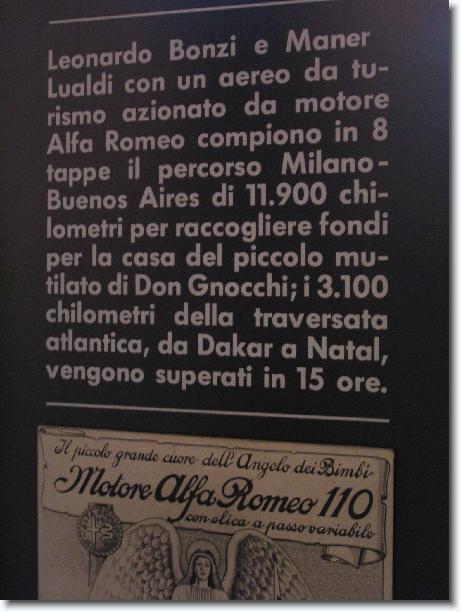 Leonardo Bonzi e Maner
Lualdi con un aereo da tu-
rismo azionato da motore
Alfa Romeo compiono in 8
tappe il percorso Milano-
Buenos Aires di 11.900 chi-
lometri per raccogliere fondi
per la casa del piccolo mu-
tilato di Don Gnocchi; i 3.100
chilometri della traversata
atlantica, da Dakar a Natal,
vengono superati in 15 ore.
Il piccolo grande cuore dell'Angelo dei Bimbi
Motore Alfa Romeo 110
con elica a passo variabile